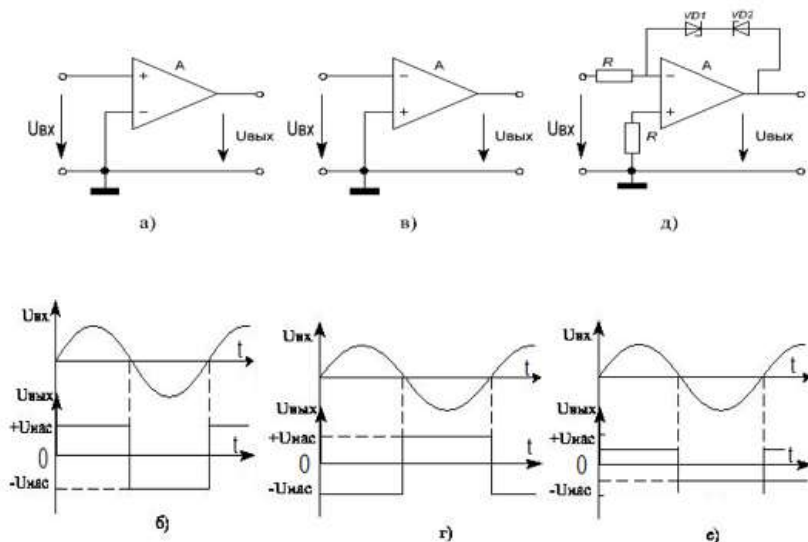 VD1 VD2
A A R A
+ − −
− + +
Uвх Uвых Uвх Uвых Uвх R Uвых
а) в) д)
Uвх Uвх Uвх
t t t
Uвых Uвых Uвых
+Uнас t +Uнас t +Uнас t
0 0 0
-Uнас -Uнас -Uнас
б) г) е)